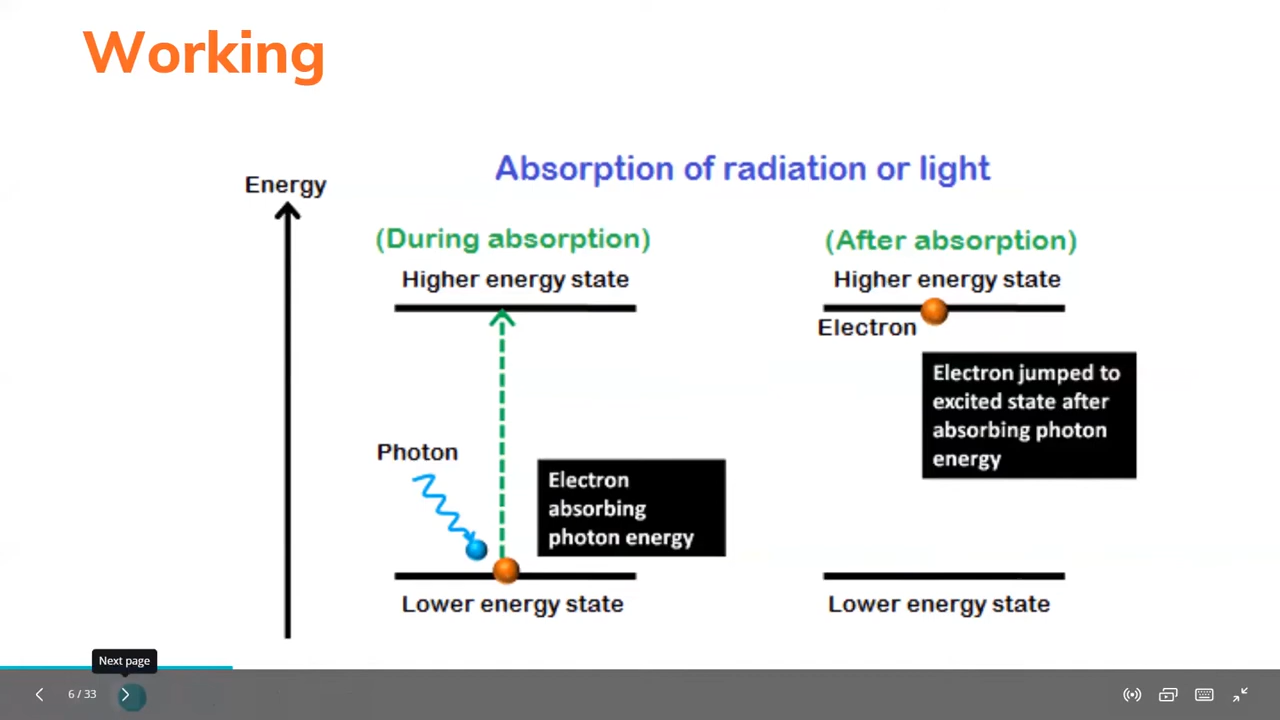 Working
Absorption of radiation or light
Energy
(During absorption)
(After absorption)
Higher energy state
Higher energy state
Electron
Electron jumped to
excited state after
absorbing photon
energy
Photon
Electron
absorbing
photon energy
Lower energy state
Lower energy state
Next page
6 / 33